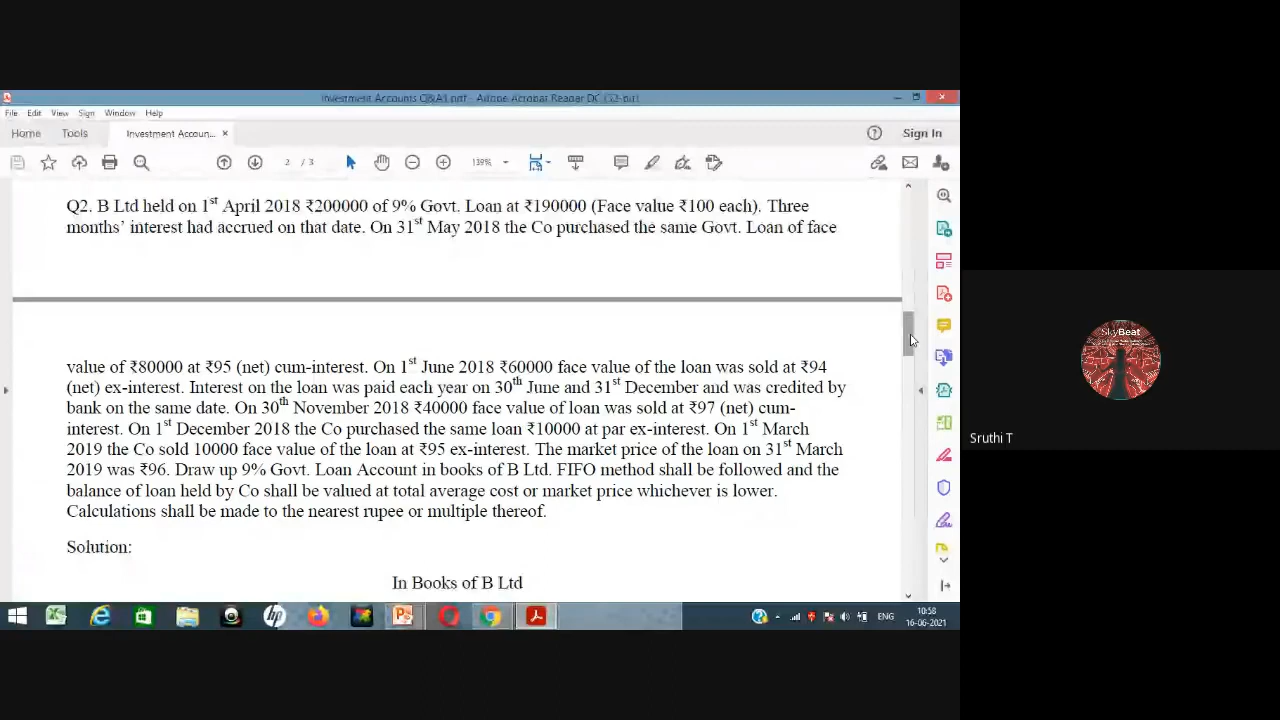 Investment Accounts Q&A1.pdf - Adobe Acrobat Reader DC (32-bit)
File Edit View Sign Window Help
Home Tools Investment Accoun... × Sign In
2 / 3 139%
Q2. B Ltd held on 1st April 2018 ₹200000 of 9% Govt. Loan at ₹190000 (Face value ₹100 each). Three
months’ interest had accrued on that date. On 31st May 2018 the Co purchased the same Govt. Loan of face
value of ₹80000 at ₹95 (net) cum-interest. On 1st June 2018 ₹60000 face value of the loan was sold at ₹94
(net) ex-interest. Interest on the loan was paid each year on 30th June and 31st December and was credited by
bank on the same date. On 30th November 2018 ₹40000 face value of loan was sold at ₹97 (net) cum-
interest. On 1st December 2018 the Co purchased the same loan ₹10000 at par ex-interest. On 1st March
2019 the Co sold 10000 face value of the loan at ₹95 ex-interest. The market price of the loan on 31st March
2019 was ₹96. Draw up 9% Govt. Loan Account in books of B Ltd. FIFO method shall be followed and the
balance of loan held by Co shall be valued at total average cost or market price whichever is lower.
Calculations shall be made to the nearest rupee or multiple thereof.
Solution:
In Books of B Ltd
ENG
10:58
16-06-2021
SkyBeat
Sruthi T